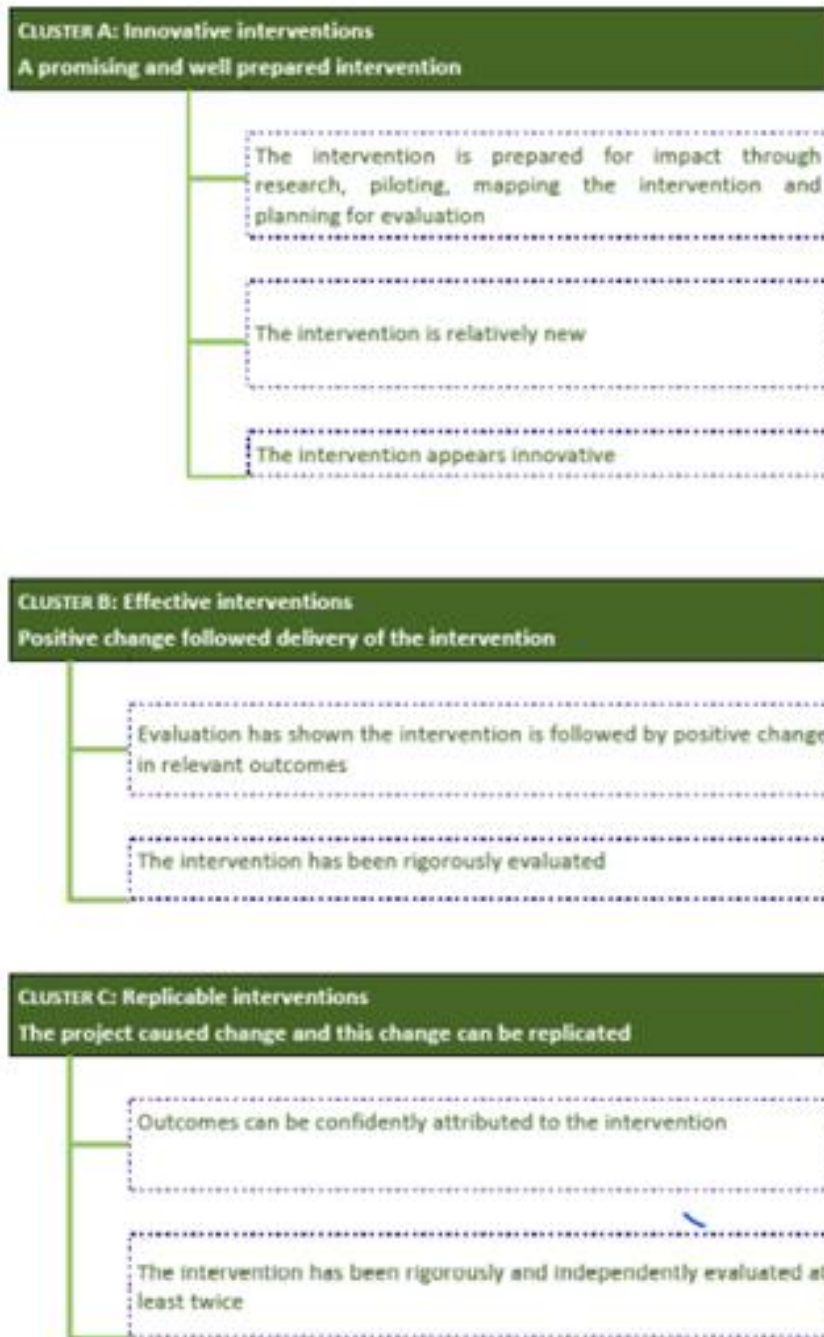 CLUSTER A: Innovative interventions
A promising and well prepared intervention
The intervention is prepared for impact through
research, piloting, mapping the intervention and
planning for evaluation
The intervention is relatively new
The intervention appears innovative
CLUSTER B: Effective interventions
Positive change followed delivery of the intervention
Evaluation has shown the intervention is followed by positive change
in relevant outcomes
The intervention has been rigorously evaluated
CLUSTER C: Replicable interventions
The project caused change and this change can be replicated
Outcomes can be confidently attributed to the intervention
The intervention has been rigorously and independently evaluated at
least twice